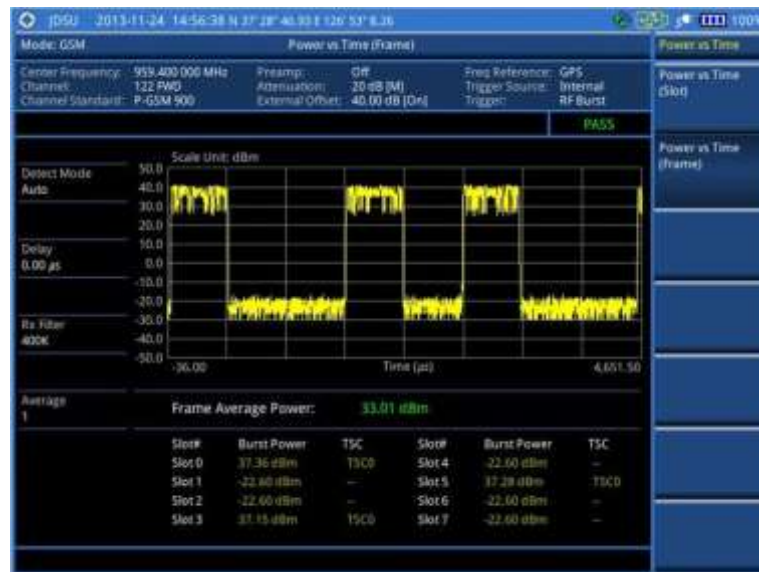 JDSU 2013-11-24 14:56:38 N 37° 28' 40.93 E 126° 53' 8.26 100%
Mode: GSM
Power vs Time (Frame)
Power vs Time
Center Frequency: 959.400 000 MHz
Channel: 122 FWD
Channel Standard: P-GSM 900
Preamp: Off
Attenuation: 20 dB [M]
External Offset: 40.00 dB [On]
Freq Reference: GPS
Trigger Source: Internal
Trigger: RF Burst
PASS
Power vs Time
(Slot)
Power vs Time
(Frame)
Detect Mode
Auto
Delay
0.00 µs
Rx Filter
400K
Average
1
Scale Unit: dBm
50.0
40.0
30.0
20.0
10.0
0.0
-10.0
-20.0
-30.0
-40.0
-50.0
-36.00 Time (µs) 4,651.50
Frame Average Power: 33.01 dBm
Slot# Burst Power TSC Slot# Burst Power TSC
Slot 0 37.36 dBm TSC0 Slot 4 -22.60 dBm --
Slot 1 -22.60 dBm -- Slot 5 37.28 dBm TSC0
Slot 2 -22.60 dBm -- Slot 6 -22.60 dBm --
Slot 3 37.15 dBm TSC0 Slot 7 -22.60 dBm --